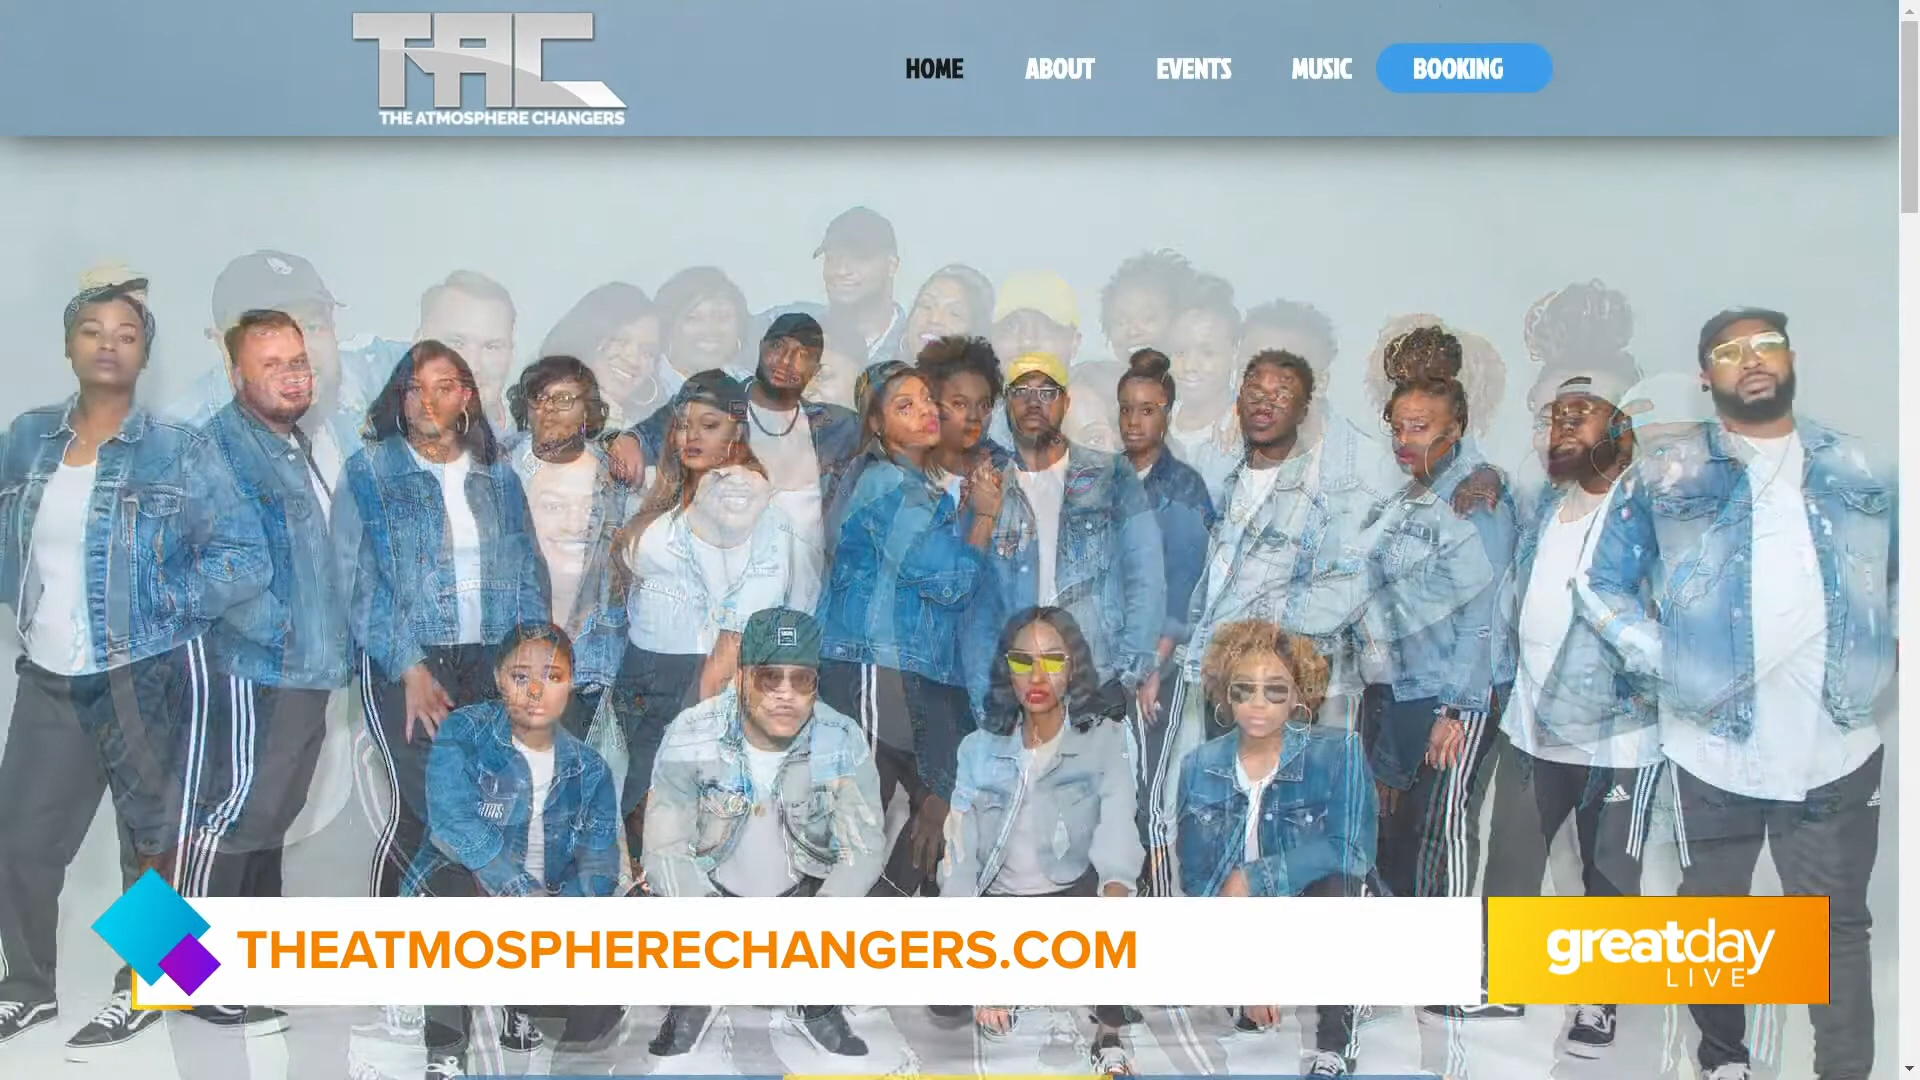 TAC
THE ATMOSPHERE CHANGERS
HOME
ABOUT
EVENTS
MUSIC
BOOKING
THEATMOSPHERECHANGERS.COM
greatday
LIVE